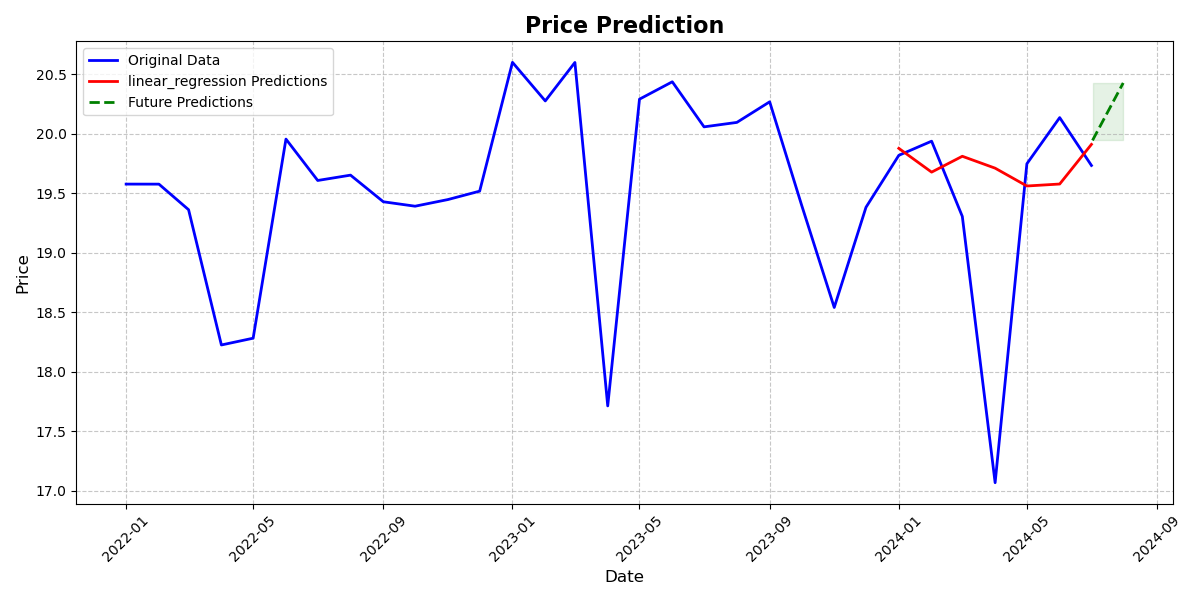 Price Prediction
Original Data
linear_regression Predictions
Future Predictions
Price
20.5
20.0
19.5
19.0
18.5
18.0
17.5
17.0
2022-01
2022-05
2022-09
2023-01
2023-05
2023-09
2024-01
2024-05
2024-09
Date